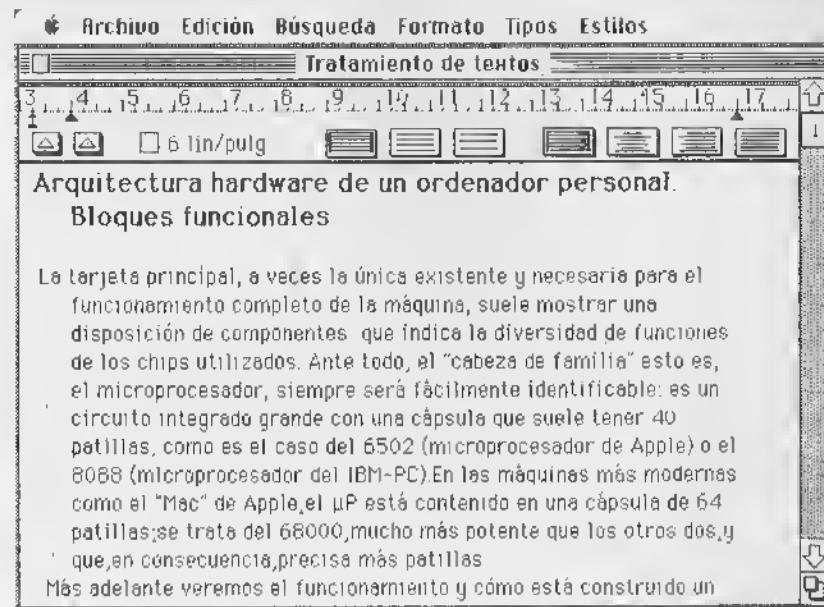 Archivo Edición Búsqueda Formato Tipos Estilos
Tratamiento de textos
3 4 5 6 7 8 9 10 11 12 13 14 15 16 17
6 lin/pulg
Arquitectura hardware de un ordenador personal.
Bloques funcionales
La tarjeta principal, a veces la única existente y necesaria para el
funcionamiento completo de la máquina, suele mostrar una
disposición de componentes que indica la diversidad de funciones
de los chips utilizados. Ante todo, el "cabeza de familia" esto es,
el microprocesador, siempre será fácilmente identificable: es un
circuito integrado grande con una cápsula que suele tener 40
patillas, como es el caso del 6502 (microprocesador de Apple) o el
8088 (microprocesador del IBM-PC).En las máquinas más modernas
como el "Mac" de Apple,el µP está contenido en una cápsula de 64
patillas;se trata del 68000,mucho más potente que los otros dos,y
que,en consecuencia,precisa más patillas
Más adelante veremos el funcionamiento y cómo está construido un